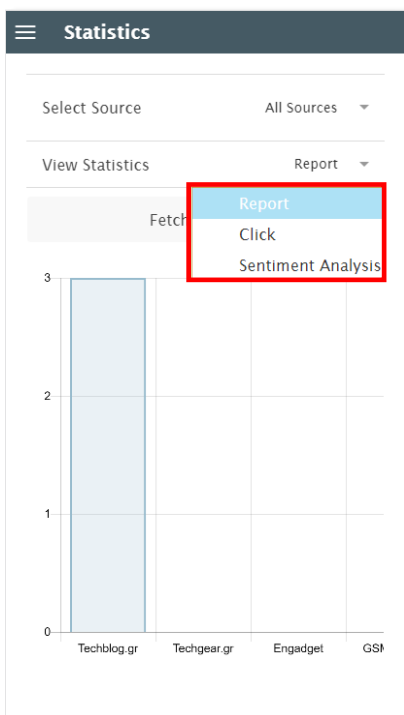 Statistics
Select Source All Sources
View Statistics Report
Fetch
Report
Click
Sentiment Analysis
3
2
1
0
Techblog.gr Techgear.gr Engadget